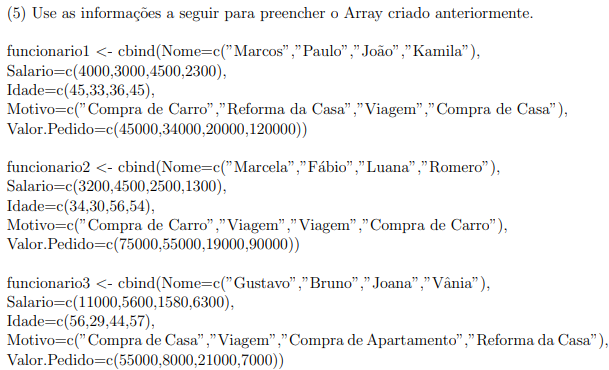 (5) Use as informações a seguir para preencher o Array criado anteriormente.
funcionario1 <- cbind(Nome=c("Marcos","Paulo","João","Kamila"),
Salario=c(4000,3000,4500,2300),
Idade=c(45,33,36,45),
Motivo=c("Compra de Carro","Reforma da Casa","Viagem","Compra de Casa"),
Valor.Pedido=c(45000,34000,20000,120000))
funcionario2 <- cbind(Nome=c("Marcela","Fábio","Luana","Romero"),
Salario=c(3200,4500,2500,1300),
Idade=c(34,30,56,54),
Motivo=c("Compra de Carro","Viagem","Viagem","Compra de Carro"),
Valor.Pedido=c(75000,55000,19000,90000))
funcionario3 <- cbind(Nome=c("Gustavo","Bruno","Joana","Vânia"),
Salario=c(11000,5600,1580,6300),
Idade=c(56,29,44,57),
Motivo=c("Compra de Casa","Viagem","Compra de Apartamento","Reforma da Casa"),
Valor.Pedido=c(55000,8000,21000,7000))